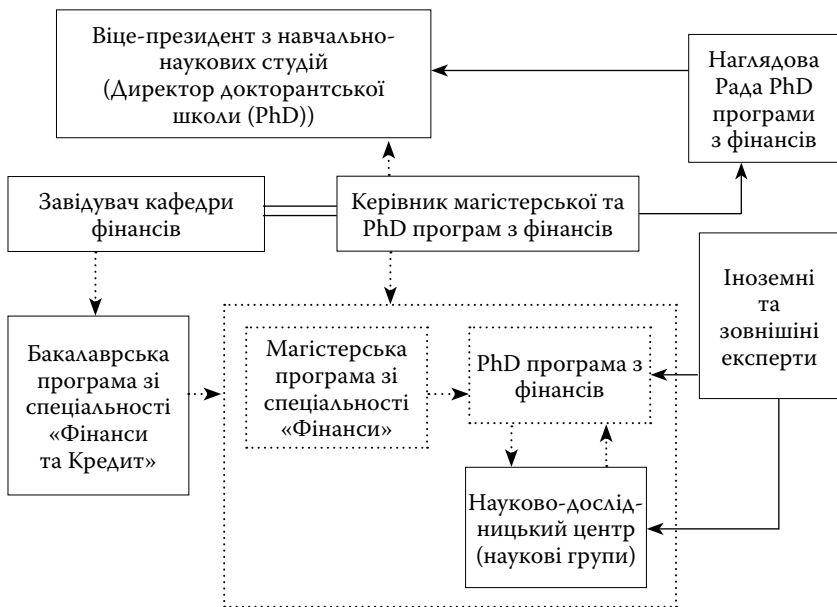 Віце-президент з навчально-
наукових студій
(Директор докторантської
школи (PhD))
Наглядова
Рада PhD
програми
з фінансів
Завідувач кафедри
фінансів
Керівник магістерської та
PhD програм з фінансів
Іноземні
та
зовнішіні
експерти
Бакалаврська
програма зі
спеціальності
«Фінанси
та Кредит»
Магістерська
програма зі
спеціальності
«Фінанси»
PhD програма з
фінансів
Науково-дослід-
ницький центр
(наукові групи)